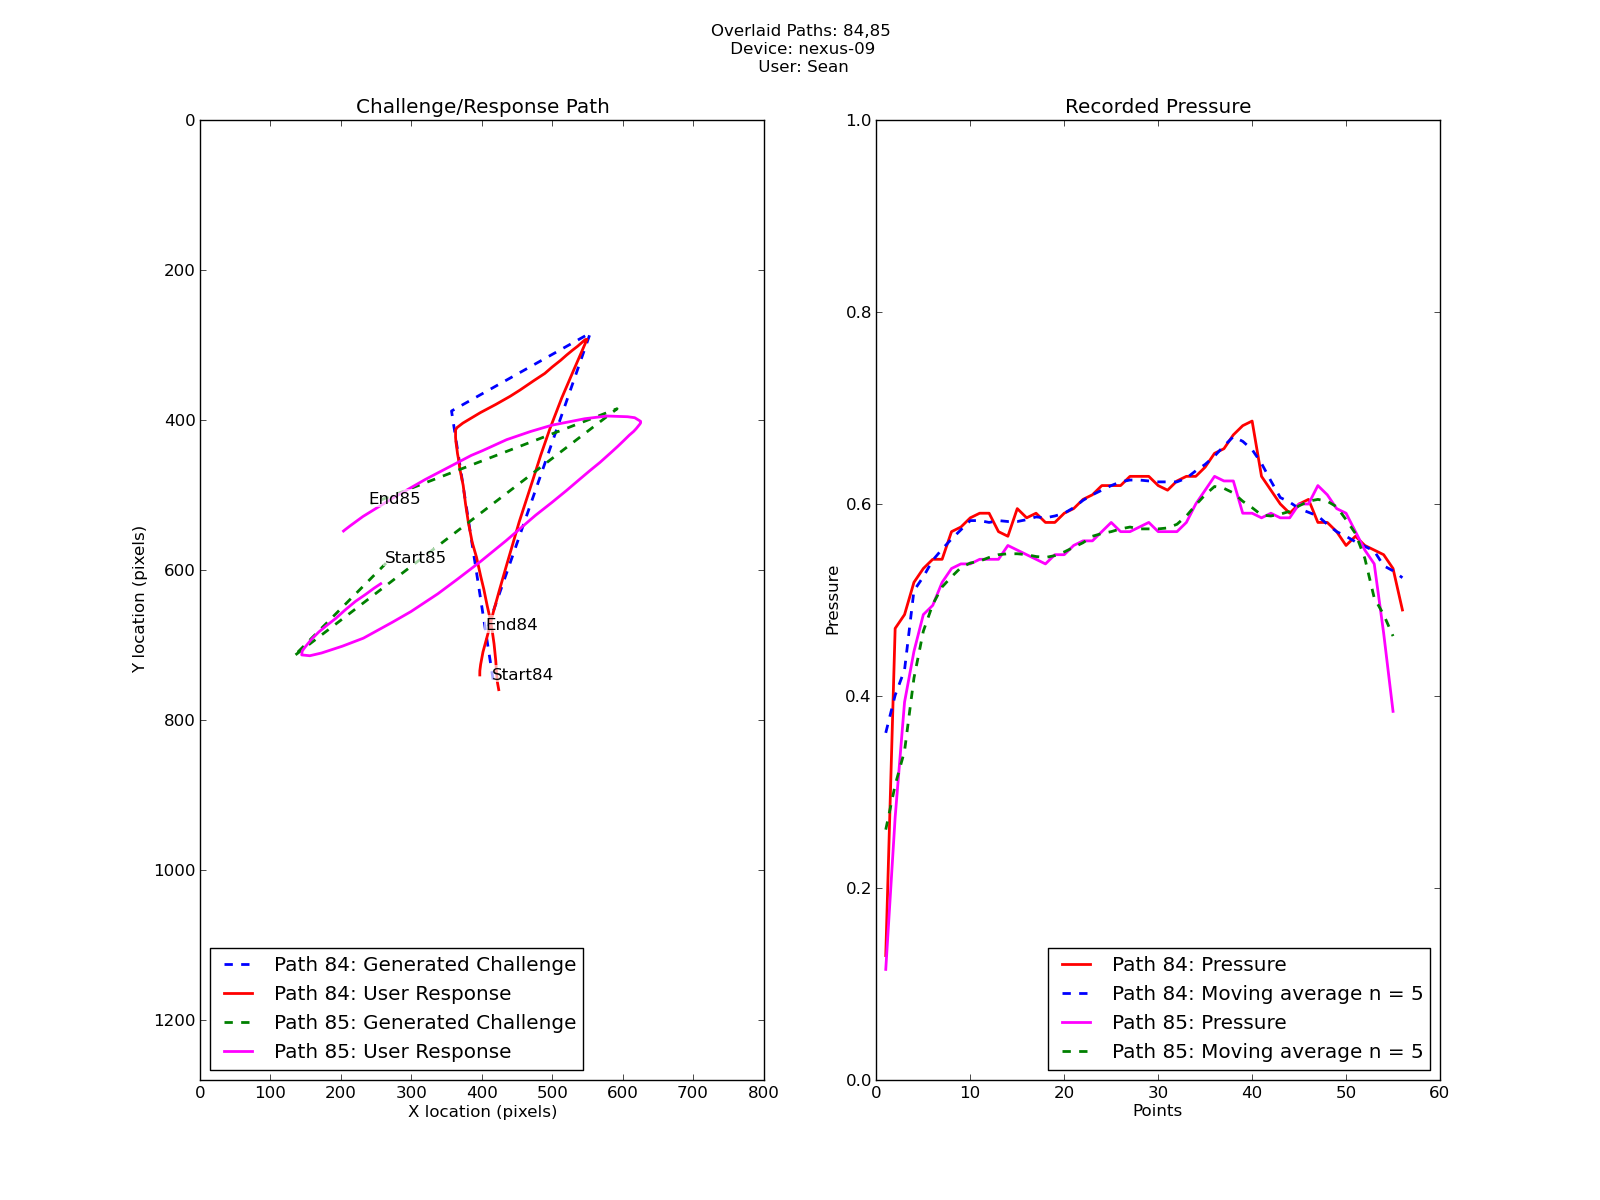 Overlaid Paths: 84,85
Device: nexus-09
User: Sean
Challenge/Response Path
0
200
400
600
800
1000
1200
Y location (pixels)
End85
Start85
End84
Start84
Path 84: Generated Challenge
Path 84: User Response
Path 85: Generated Challenge
Path 85: User Response
0 100 200 300 400 500 600 700 800
X location (pixels)
Recorded Pressure
1.0
0.8
0.6
0.4
0.2
0.0
Pressure
Path 84: Pressure
Path 84: Moving average n = 5
Path 85: Pressure
Path 85: Moving average n = 5
0 10 20 30 40 50 60
Points